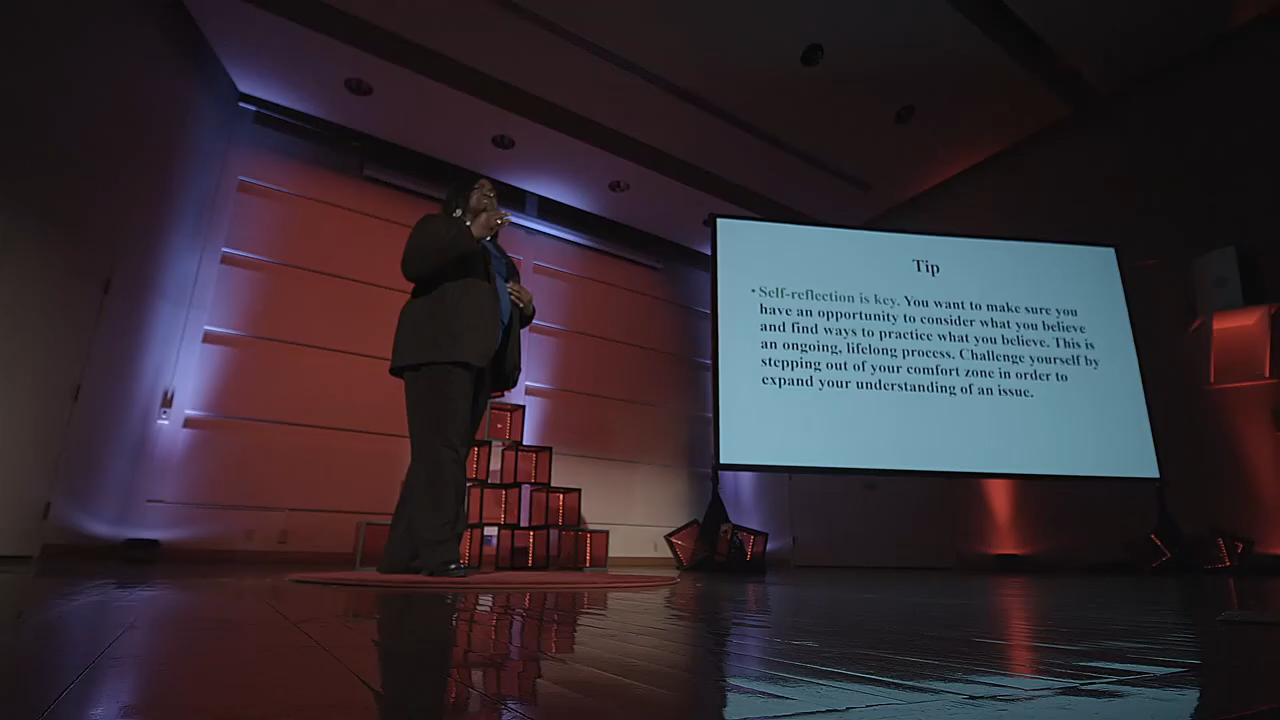 Tip
• Self-reflection is key. You want to make sure you
have an opportunity to consider what you believe
and find ways to practice what you believe. This is
an ongoing, lifelong process. Challenge yourself by
stepping out of your comfort zone in order to
expand your understanding of an issue.